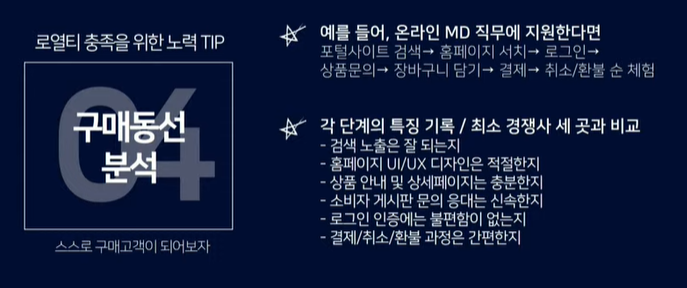 로열티 충족을 위한 노력 TIP
04
구매동선
분석
스스로 구매고객이 되어보자
예를 들어, 온라인 MD 직무에 지원한다면
포털사이트 검색→ 홈페이지 서치→ 로그인→
상품문의→ 장바구니 담기→ 결제→ 취소/환불 순 체험
각 단계의 특징 기록 / 최소 경쟁사 세 곳과 비교
- 검색 노출은 잘 되는지
- 홈페이지 UI/UX 디자인은 적절한지
- 상품 안내 및 상세페이지는 충분한지
- 소비자 게시판 문의 응대는 신속한지
- 로그인 인증에는 불편함이 없는지
- 결제/취소/환불 과정은 간편한지